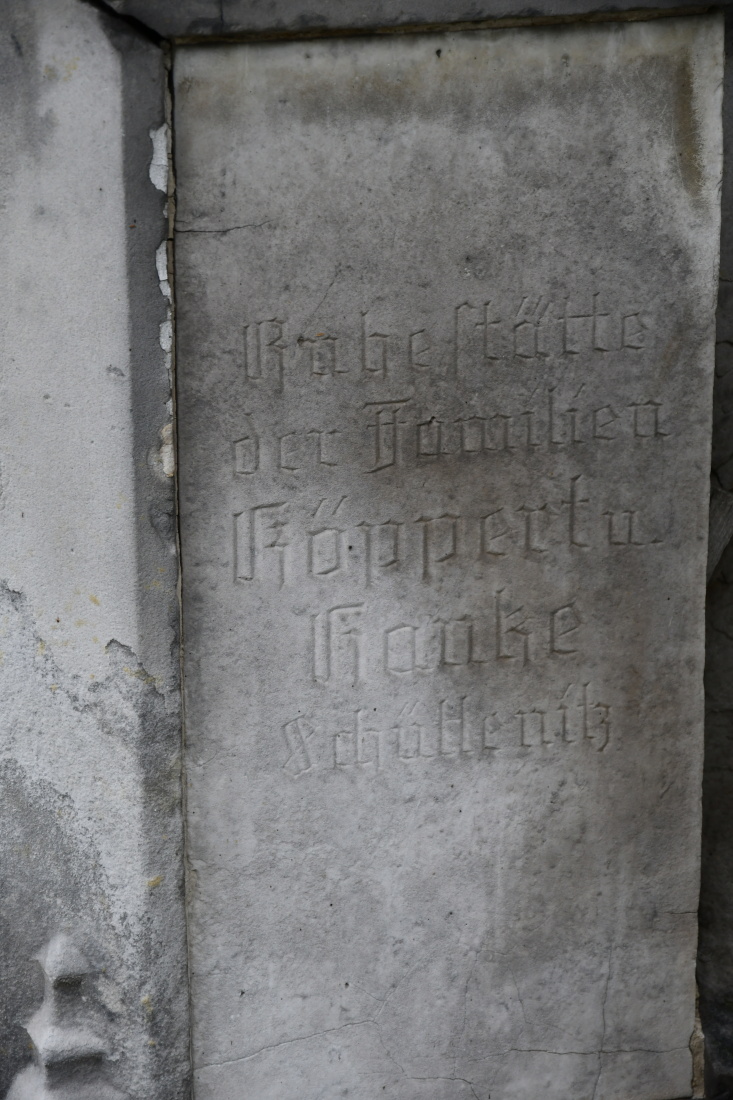 Ruhestätte
der Familien
Köppert u.
Hanke
Schüttenitz